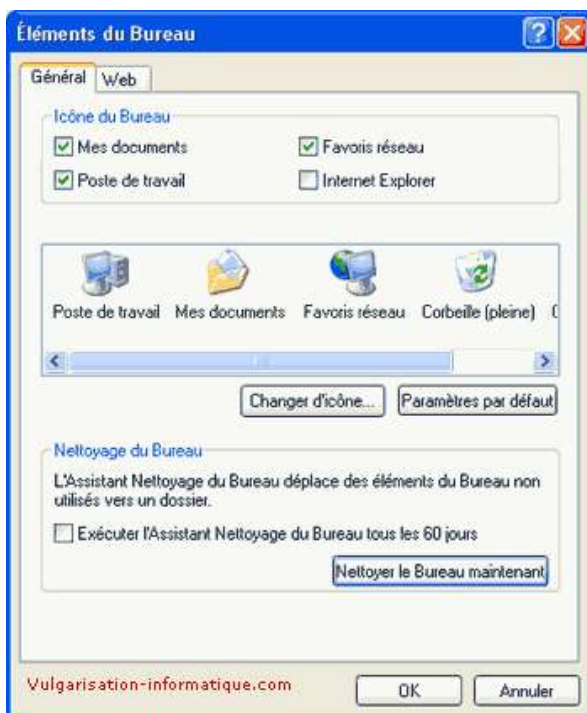 Éléments du Bureau
Général
Web
Icône du Bureau
Mes documents
Favoris réseau
Poste de travail
Internet Explorer
Poste de travail
Mes documents
Favoris réseau
Corbeille (pleine)
Changer d'icône...
Paramètres par défaut
Nettoyage du Bureau
L'Assistant Nettoyage du Bureau déplace des éléments du Bureau non
utilisés vers un dossier.
Exécuter l'Assistant Nettoyage du Bureau tous les 60 jours
Nettoyer le Bureau maintenant
Vulgarisation-informatique.com
OK
Annuler